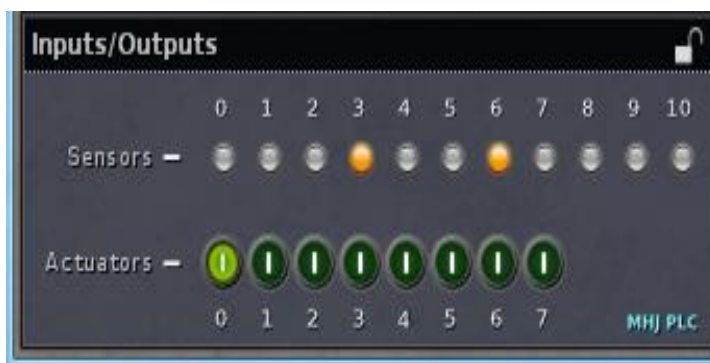 Inputs/Outputs
0 1 2 3 4 5 6 7 8 9 10
Sensors
Actuators
0 1 2 3 4 5 6 7
MHJ PLC